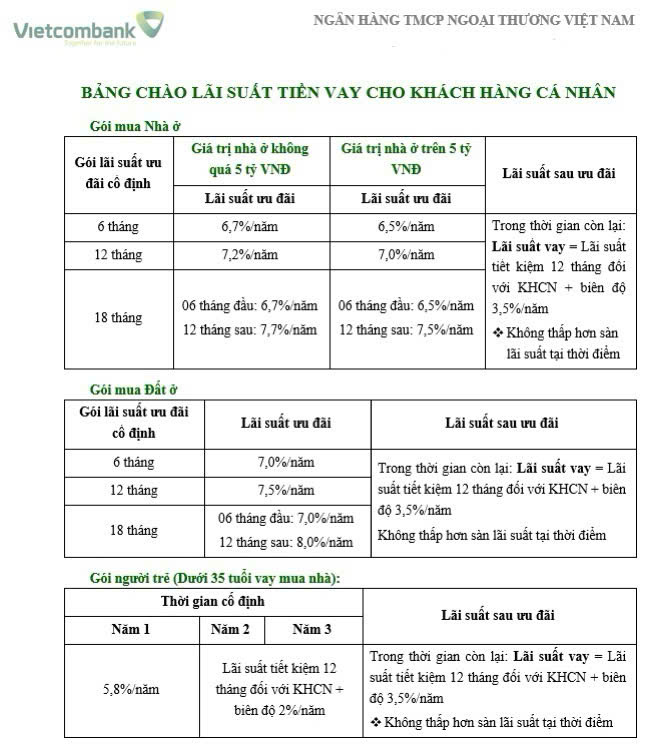 Vietcombank
Together for the future
NGÂN HÀNG TMCP NGOẠI THƯƠNG VIỆT NAM
BẢNG CHÀO LÃI SUẤT TIỀN VAY CHO KHÁCH HÀNG CÁ NHÂN
Gói mua Nhà ở
Gói lãi suất ưu
đãi cố định
Giá trị nhà ở không
quá 5 tỷ VNĐ
Giá trị nhà ở trên 5 tỷ
VNĐ
Lãi suất sau ưu đãi
Lãi suất ưu đãi
Lãi suất ưu đãi
6 tháng
6,7%/năm
6,5%/năm
12 tháng
7,2%/năm
7,0%/năm
18 tháng
06 tháng đầu: 6,7%/năm
12 tháng sau: 7,7%/năm
06 tháng đầu: 6,5%/năm
12 tháng sau: 7,5%/năm
Trong thời gian còn lại:
Lãi suất vay = Lãi suất
tiết kiệm 12 tháng đối
với KHCN + biên độ
3,5%/năm
❖ Không thấp hơn sàn
lãi suất tại thời điểm
Gói mua Đất ở
Gói lãi suất ưu đãi
cố định
Lãi suất ưu đãi
Lãi suất sau ưu đãi
6 tháng
7,0%/năm
12 tháng
7,5%/năm
18 tháng
06 tháng đầu: 7,0%/năm
12 tháng sau: 8,0%/năm
Trong thời gian còn lại: Lãi suất vay = Lãi
suất tiết kiệm 12 tháng đối với KHCN + biên
độ 3,5%/năm
Không thấp hơn sàn lãi suất tại thời điểm
Gói người trẻ (Dưới 35 tuổi vay mua nhà):
Thời gian cố định
Lãi suất sau ưu đãi
Năm 1
Năm 2
Năm 3
5,8%/năm
Lãi suất tiết kiệm 12
tháng đối với KHCN +
biên độ 2%/năm
Trong thời gian còn lại: Lãi suất vay = Lãi
suất tiết kiệm 12 tháng đối với KHCN + biên
độ 3,5%/năm
❖ Không thấp hơn sàn lãi suất tại thời điểm